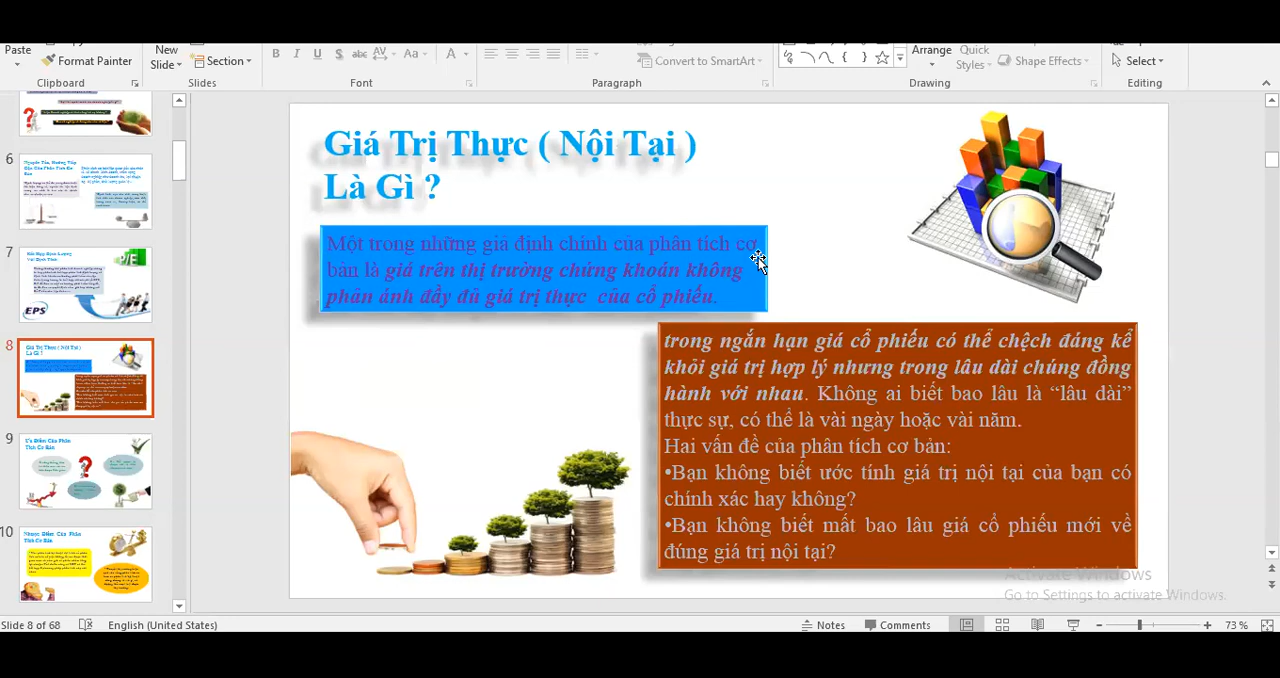 Paste
Format Painter
New
Slide
Section
B I U S abc AV Aa A
Convert to SmartArt
Arrange
Quick
Styles
Shape Effects
Select
Clipboard
Slides
Font
Paragraph
Drawing
Editing
6
7
8
9
10
EPS
P/E
Giá Trị Thực ( Nội Tại )
Là Gì ?
Một trong những giả định chính của phân tích cơ
bản là giá trên thị trường chứng khoán không
phản ánh đầy đủ giá trị thực của cổ phiếu.
trong ngắn hạn giá cổ phiếu có thể chệch đáng kể
khỏi giá trị hợp lý nhưng trong lâu dài chúng đồng
hành với nhau. Không ai biết bao lâu là “lâu dài”
thực sự, có thể là vài ngày hoặc vài năm.
Hai vấn đề của phân tích cơ bản:
•Bạn không biết ước tính giá trị nội tại của bạn có
chính xác hay không?
•Bạn không biết mất bao lâu giá cổ phiếu mới về
đúng giá trị nội tại?
Activate Windows
Go to Settings to activate Windows.
Slide 8 of 68
English (United States)
Notes
Comments
73 %